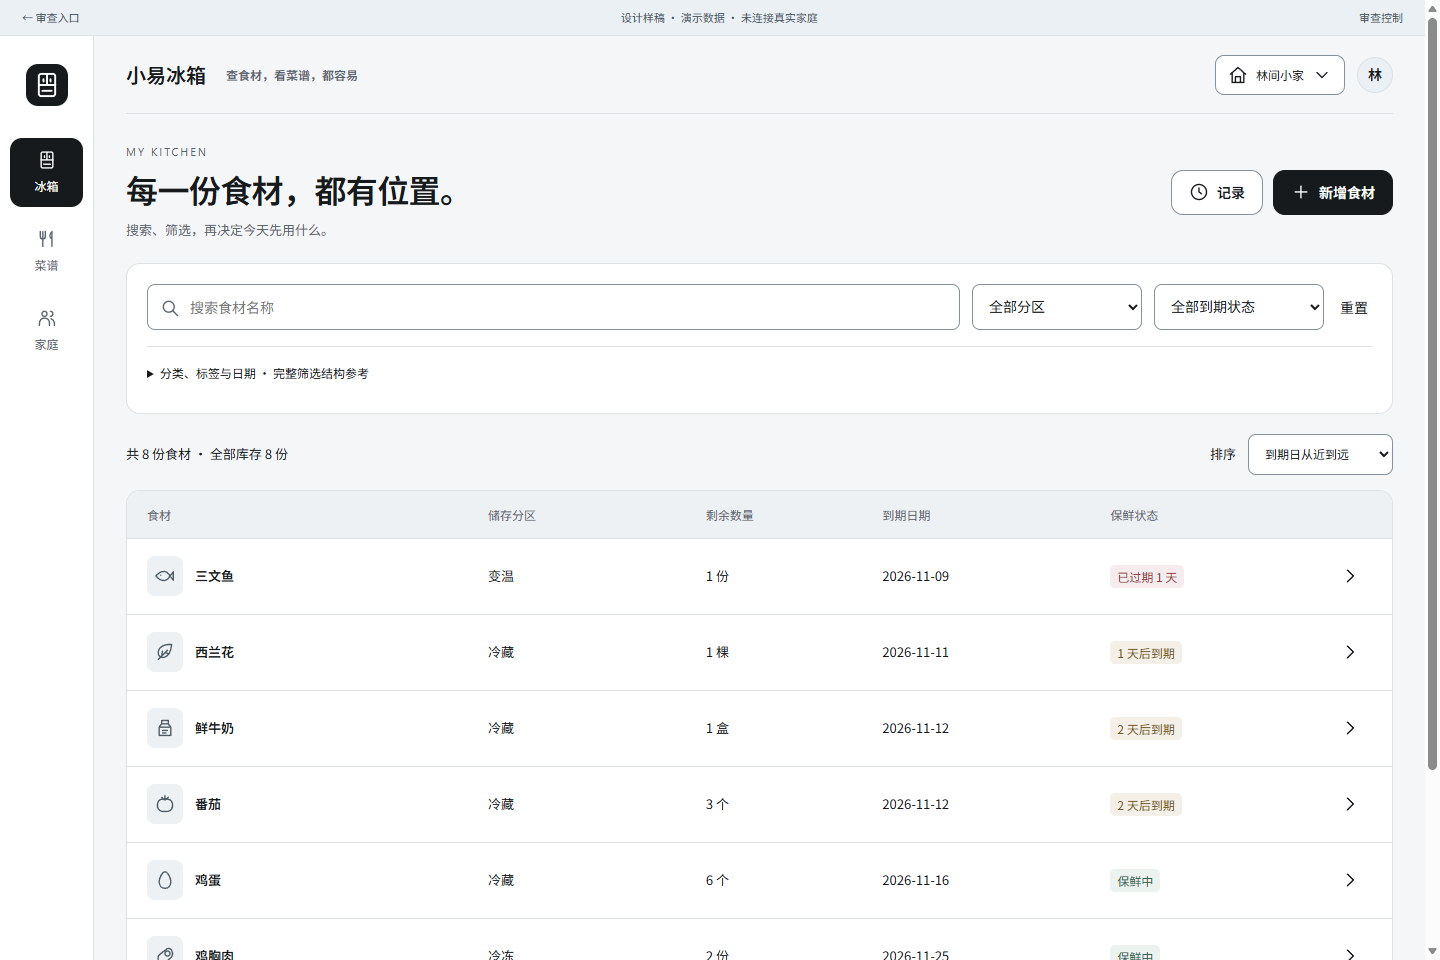 ← 审查入口
设计样稿 • 演示数据 • 未连接真实家庭
审查控制
小易冰箱
查食材，看菜谱，都容易
林间小家
林
冰箱
菜谱
家庭
MY KITCHEN
每一份食材，都有位置。
搜索、筛选，再决定今天先用什么。
记录
新增食材
搜索食材名称
全部分区
全部到期状态
重置
分类、标签与日期 • 完整筛选结构参考
共 8 份食材 • 全部库存 8 份
排序
到期日从近到远
食材 储存分区 剩余数量 到期日期 保鲜状态
三文鱼 变温 1 份 2026-11-09 已过期 1 天
西兰花 冷藏 1 棵 2026-11-11 1 天后到期
鲜牛奶 冷藏 1 盒 2026-11-12 2 天后到期
番茄 冷藏 3 个 2026-11-12 2 天后到期
鸡蛋 冷藏 6 个 2026-11-16 保鲜中
鸡胸肉 冷冻 2 份 2026-11-25 保鲜中